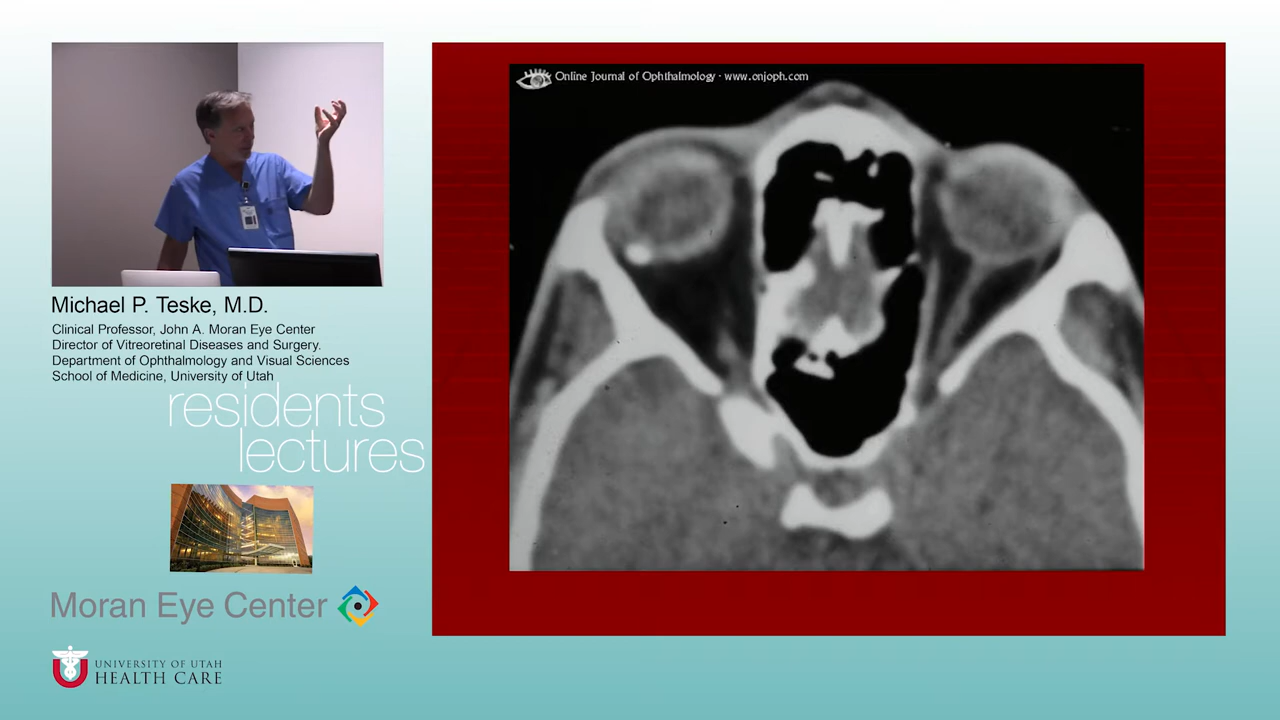 Online Journal of Ophthalmology · www.onjoph.com
Michael P. Teske, M.D.
Clinical Professor, John A. Moran Eye Center
Director of Vitreoretinal Diseases and Surgery.
Department of Ophthalmology and Visual Sciences
School of Medicine, University of Utah
residents
lectures
Moran Eye Center
UNIVERSITY OF UTAH
HEALTH CARE